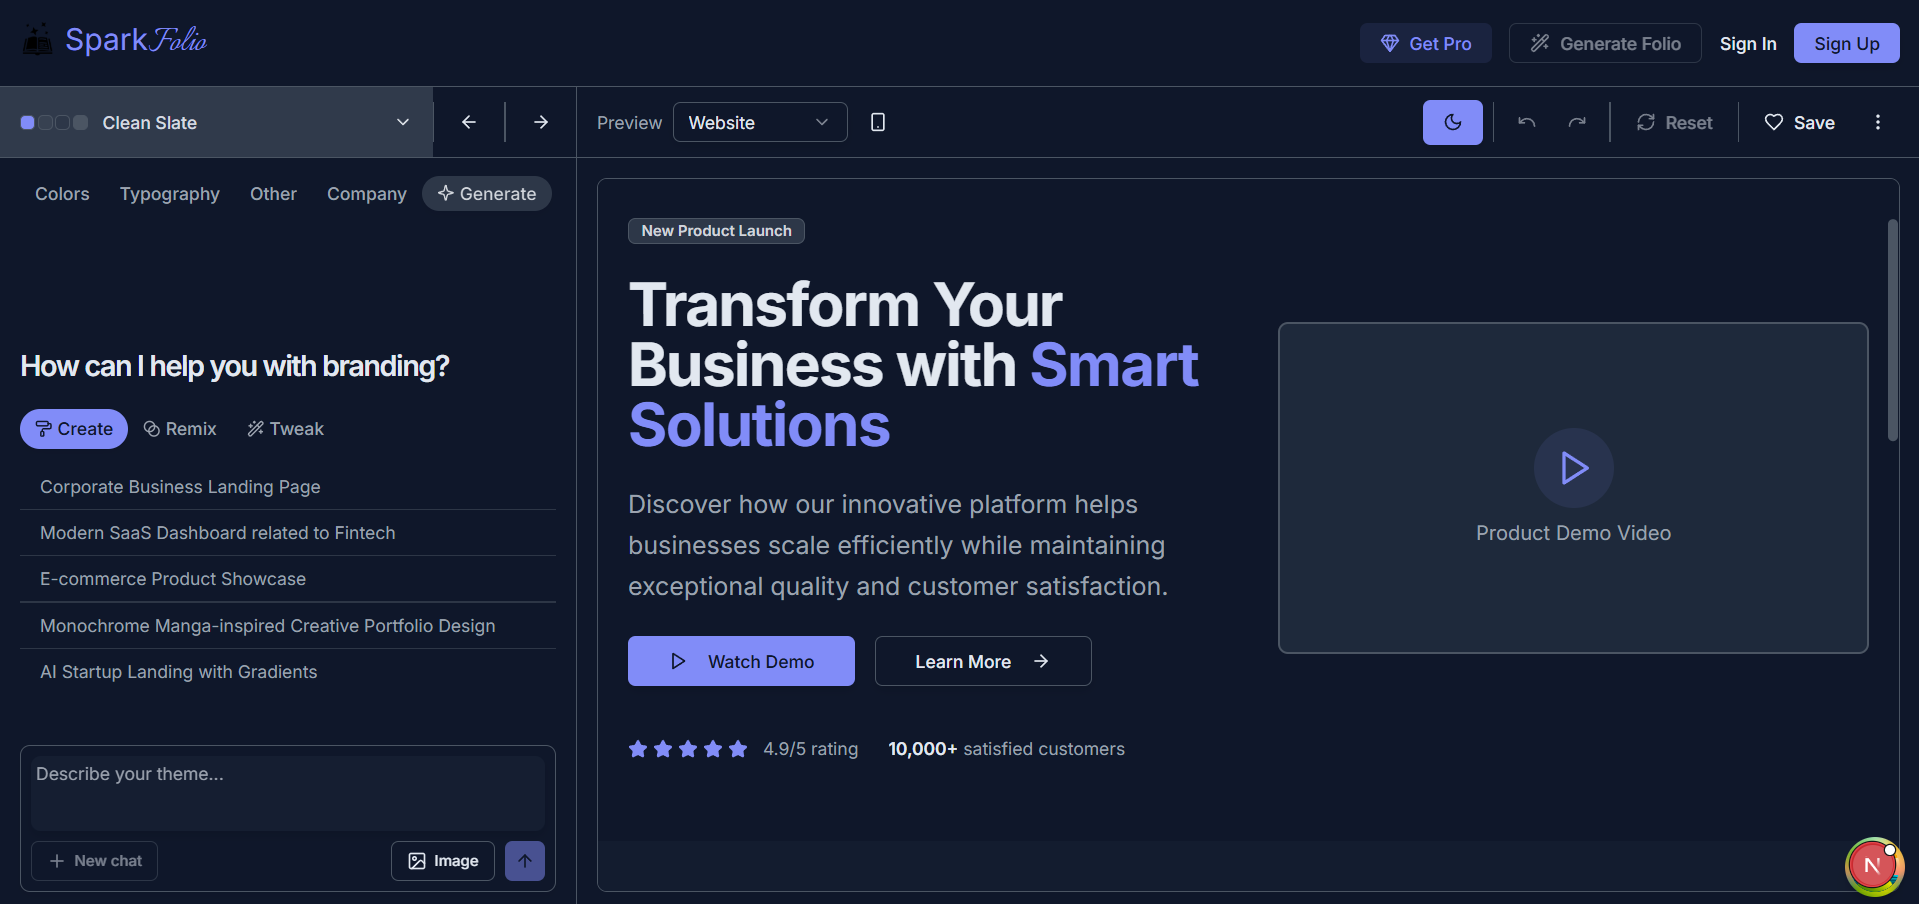 SparkFolio
Get Pro
Generate Folio
Sign In
Sign Up
Clean Slate
Preview
Website
Reset
Save
Colors
Typography
Other
Company
Generate
How can I help you with branding?
Create
Remix
Tweak
Corporate Business Landing Page
Modern SaaS Dashboard related to Fintech
E-commerce Product Showcase
Monochrome Manga-inspired Creative Portfolio Design
AI Startup Landing with Gradients
Describe your theme...
New chat
Image
New Product Launch
Transform Your
Business with Smart
Solutions
Discover how our innovative platform helps
businesses scale efficiently while maintaining
exceptional quality and customer satisfaction.
Watch Demo
Learn More
4.9/5 rating
10,000+ satisfied customers
Product Demo Video
N